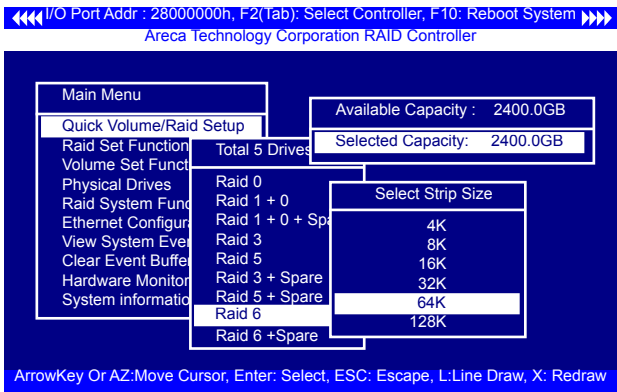 I/O Port Addr : 28000000h, F2(Tab): Select Controller, F10: Reboot System
Areca Technology Corporation RAID Controller
Main Menu
Quick Volume/Raid Setup
Raid Set Function
Volume Set Funct
Physical Drives
Raid System Func
Ethernet Configura
View System Even
Clear Event Buffer
Hardware Monitor
System informatio
Total 5 Drives
Raid 0
Raid 1 + 0
Raid 1 + 0 + Spa
Raid 3
Raid 5
Raid 3 + Spare
Raid 5 + Spare
Raid 6
Raid 6 +Spare
Available Capacity : 2400.0GB
Selected Capacity: 2400.0GB
Select Strip Size
4K
8K
16K
32K
64K
128K
ArrowKey Or AZ:Move Cursor, Enter: Select, ESC: Escape, L:Line Draw, X: Redraw